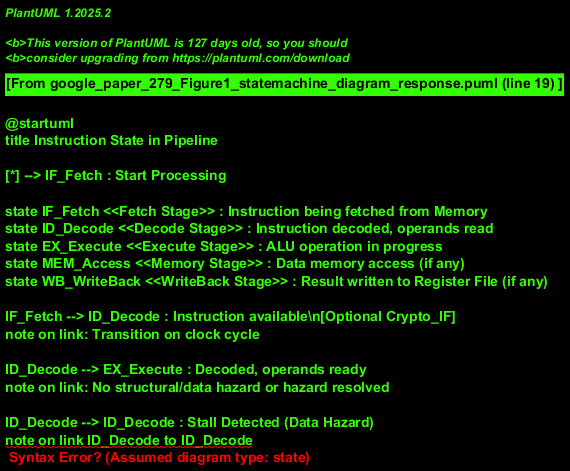 PlantUML 1.2025.2
<b>This version of PlantUML is 127 days old, so you should
<b>consider upgrading from https://plantuml.com/download
[From google_paper_279_Figure1_statemachine_diagram_response.puml (line 19) ]
@startuml
title Instruction State in Pipeline
[*] --> IF_Fetch : Start Processing
state IF_Fetch <<Fetch Stage>> : Instruction being fetched from Memory
state ID_Decode <<Decode Stage>> : Instruction decoded, operands read
state EX_Execute <<Execute Stage>> : ALU operation in progress
state MEM_Access <<Memory Stage>> : Data memory access (if any)
state WB_WriteBack <<WriteBack Stage>> : Result written to Register File (if any)
IF_Fetch --> ID_Decode : Instruction available\n[Optional Crypto_IF]
note on link: Transition on clock cycle
ID_Decode --> EX_Execute : Decoded, operands ready
note on link: No structural/data hazard or hazard resolved
ID_Decode --> ID_Decode : Stall Detected (Data Hazard)
note on link ID_Decode to ID_Decode
Syntax Error? (Assumed diagram type: state)